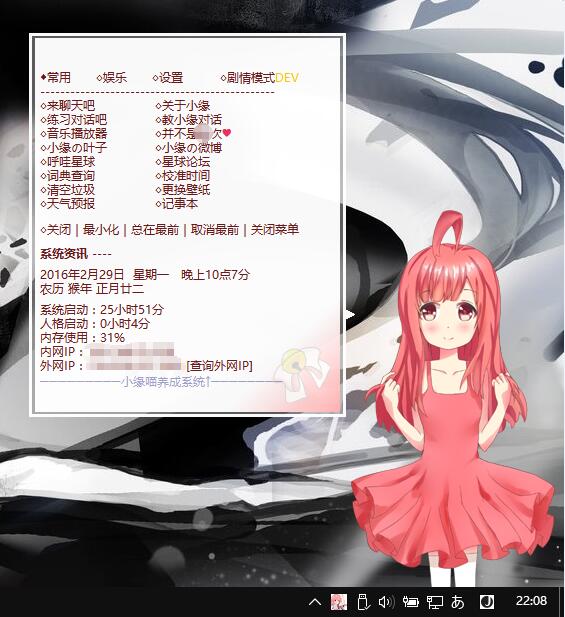 ◆常用 ◇娱乐 ◇设置 ◇剧情模式DEV
◇来聊天吧 ◇关于小缘
◇练习对话吧 ◇教小缘对话
◇音乐播放器 ◇并不是 次♥
◇小缘の叶子 ◇小缘の微博
◇呼哇星球 ◇星球论坛
◇词典查询 ◇校准时间
◇清空垃圾 ◇更换壁纸
◇天气预报 ◇记事本
◇关闭 | 最小化 | 总在最前 | 取消最前 | 关闭菜单
系统资讯 ----
2016年2月29日 星期一 晚上10点7分
农历 猴年 正月廿二
系统启动：25小时51分
人格启动：0小时4分
内存使用：31%
内网IP：
外网IP： [查询外网IP]
小缘喵养成系统↑
あ
22:08